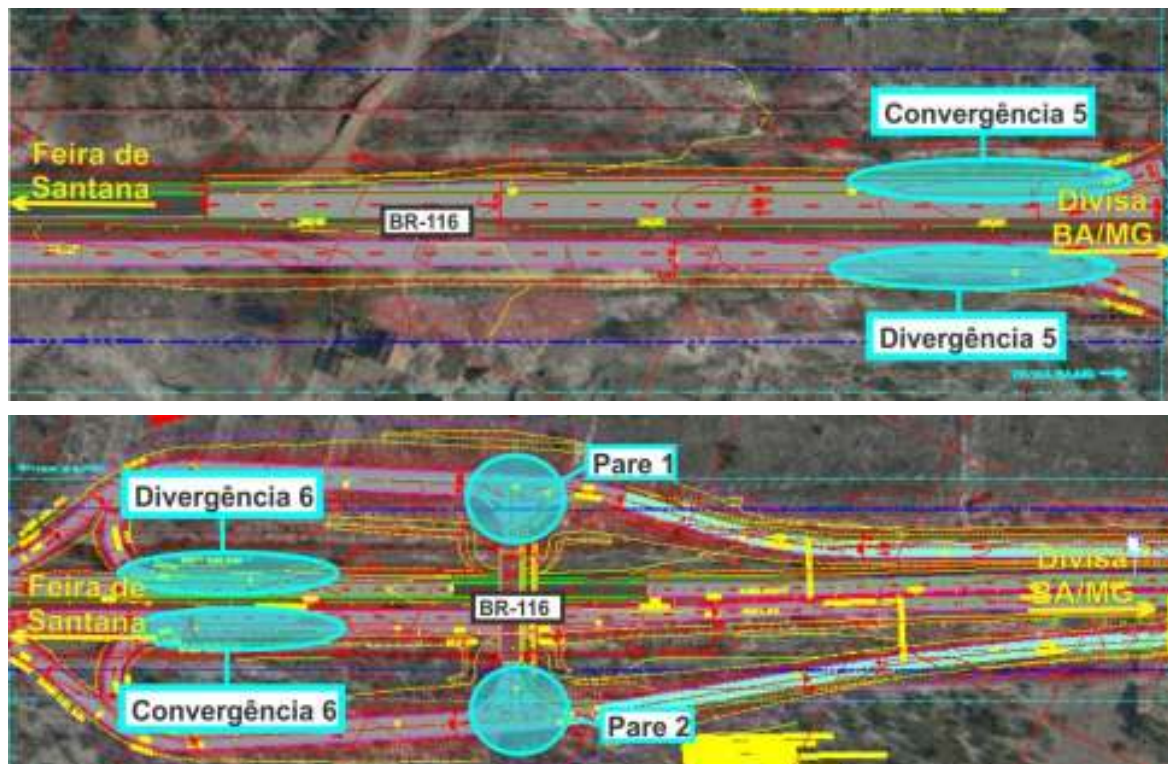 Convergência 5
Feira de
Santana
Divisa
BA/MG
BR-116
Divergência 5
Pare 1
Divergência 6
Divisa
BA/MG
Feira de
Santana
BR-116
Convergência 6
Pare 2